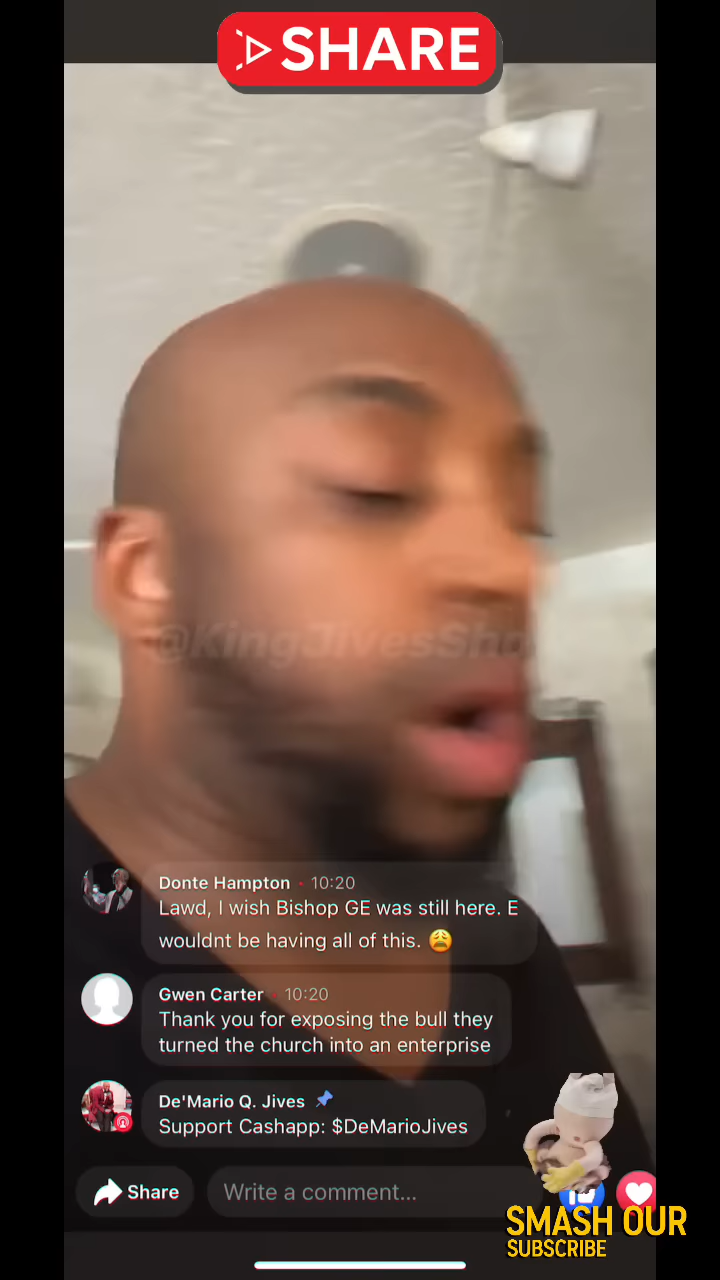 SHARE
@KingJivesSho
Donte Hampton • 10:20
Lawd, I wish Bishop GE was still here. E
wouldnt be having all of this. 😩
Gwen Carter • 10:20
Thank you for exposing the bull they
turned the church into an enterprise
De'Mario Q. Jives 📌
Support Cashapp: $DeMarioJives
Share
Write a comment...
SMASH OUR
SUBSCRIBE